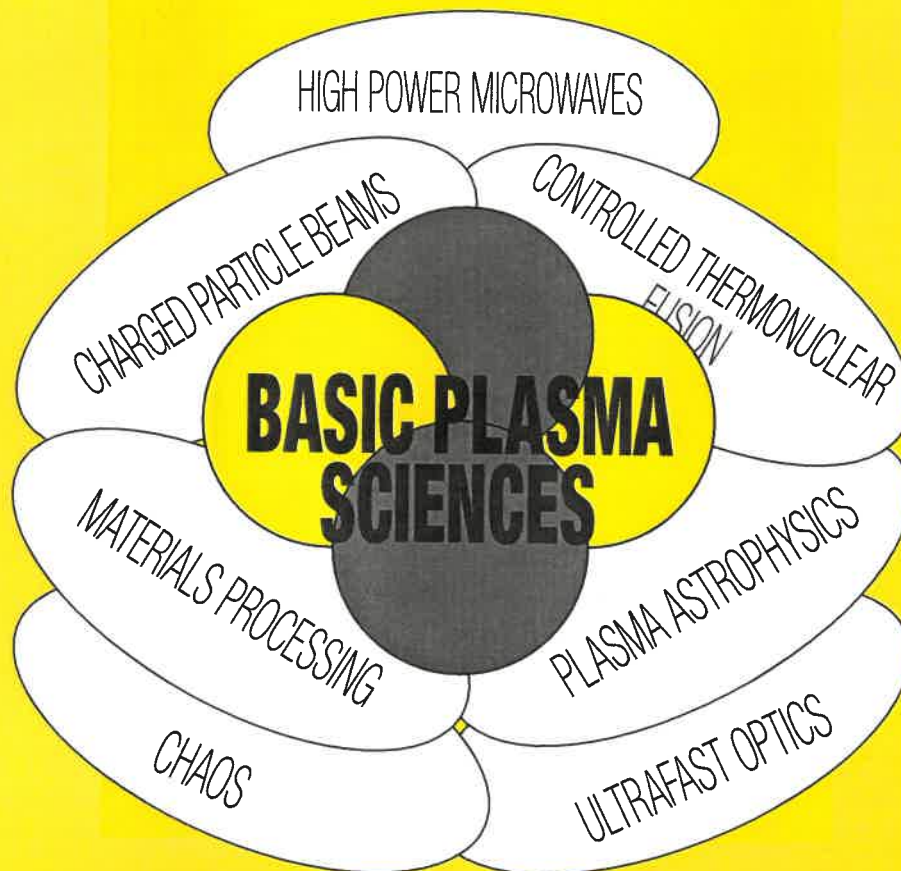 HIGH POWER MICROWAVES
CHARGED PARTICLE BEAMS
CONTROLLED THERMONUCLEAR
FUSION
BASIC PLASMA
SCIENCES
MATERIALS PROCESSING
PLASMA ASTROPHYSICS
CHAOS
ULTRAFAST OPTICS